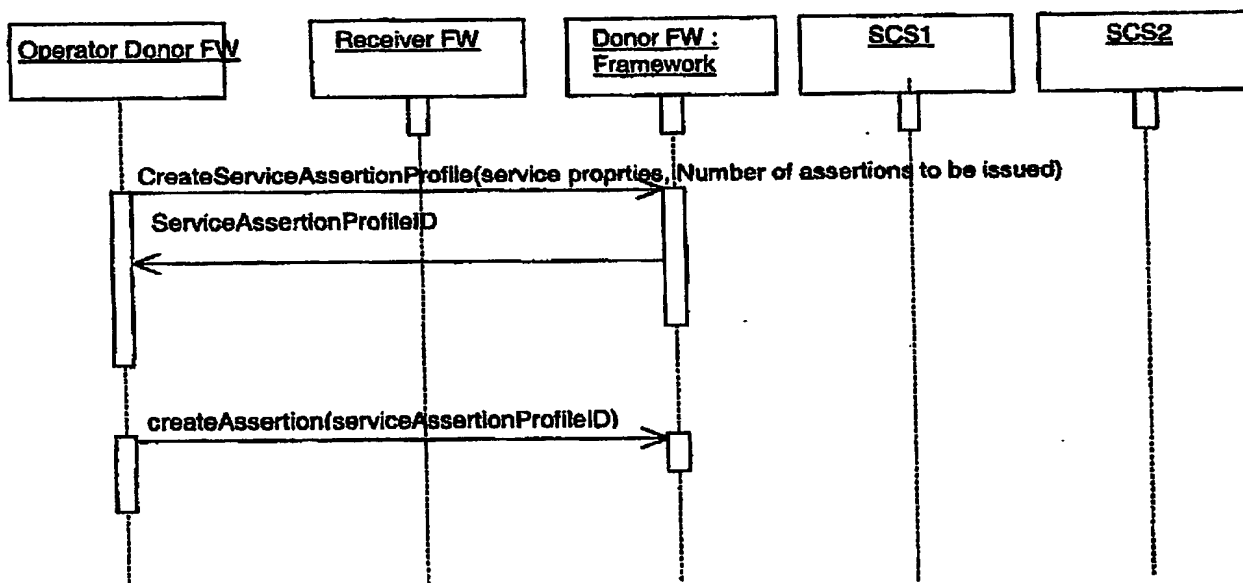 Operator Donor FW
Receiver FW
Donor FW :
Framework
SCS1
SCS2
CreateServiceAssertionProfile(service proprties, Number of assertions to be issued)
ServiceAssertionProfileID
createAssertion(serviceAssertionProfileID)